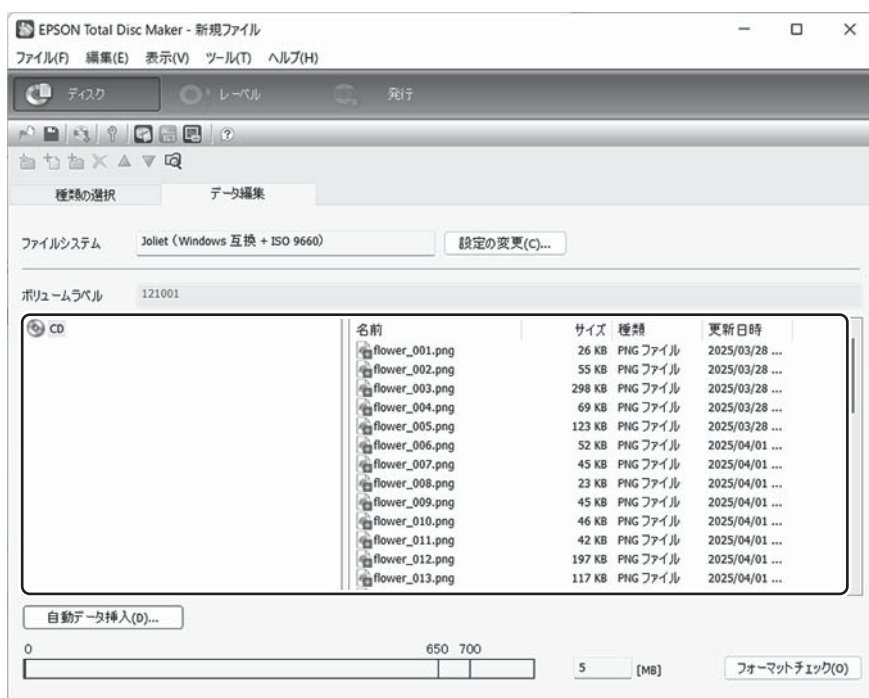 EPSON Total Disc Maker - 新規ファイル
ファイル(F) 編集(E) 表示(V) ツール(T) ヘルプ(H)
ディスク レーベル 発行
種類の選択 データ編集
ファイルシステム Joliet (Windows 互換 + ISO 9660) 設定の変更(C)...
ボリュームラベル 121001
CD 名前 サイズ 種類 更新日時
flower_001.png 26 KB PNG ファイル 2025/03/28 ...
flower_002.png 55 KB PNG ファイル 2025/03/28 ...
flower_003.png 298 KB PNG ファイル 2025/03/28 ...
flower_004.png 69 KB PNG ファイル 2025/03/28 ...
flower_005.png 123 KB PNG ファイル 2025/03/28 ...
flower_006.png 52 KB PNG ファイル 2025/04/01 ...
flower_007.png 45 KB PNG ファイル 2025/04/01 ...
flower_008.png 23 KB PNG ファイル 2025/04/01 ...
flower_009.png 45 KB PNG ファイル 2025/04/01 ...
flower_010.png 46 KB PNG ファイル 2025/04/01 ...
flower_011.png 42 KB PNG ファイル 2025/04/01 ...
flower_012.png 197 KB PNG ファイル 2025/04/01 ...
flower_013.png 117 KB PNG ファイル 2025/04/01 ...
自動データ挿入(D)...
0 650 700
5 [MB] フォーマットチェック(O)